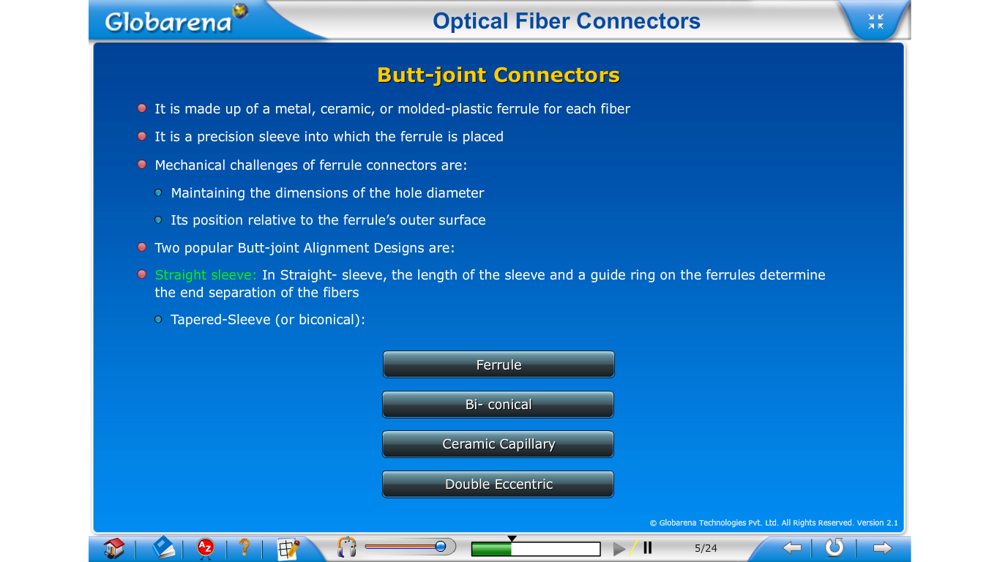 Globarena
Optical Fiber Connectors
Butt-joint Connectors
It is made up of a metal, ceramic, or molded-plastic ferrule for each fiber
It is a precision sleeve into which the ferrule is placed
Mechanical challenges of ferrule connectors are:
Maintaining the dimensions of the hole diameter
Its position relative to the ferrule’s outer surface
Two popular Butt-joint Alignment Designs are:
Straight sleeve: In Straight- sleeve, the length of the sleeve and a guide ring on the ferrules determine
the end separation of the fibers
Tapered-Sleeve (or biconical):
Ferrule
Bi- conical
Ceramic Capillary
Double Eccentric
© Globarena Technologies Pvt. Ltd. All Rights Reserved. Version 2.1
AZ
?
5/24